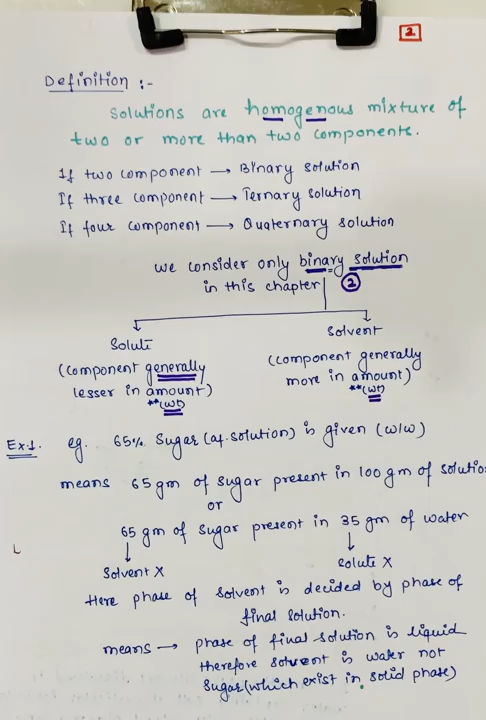 2
Definition :-
Solutions are homogenous mixture of
two or more than two components.
If two component → Binary solution
If three component → Ternary solution
If four component → Quaternary solution
we consider only binary solution
in this chapter 2
Solute
(component generally
lesser in amount)
**(wt)
Solvent
(component generally
more in amount)
**(wt)
Ex.1. eg. 65% Sugar (aq. solution) is given (w/w)
means 65 gm of sugar present in 100 gm of solutio
or
65 gm of sugar present in 35 gm of water
Solvent X
Solute X
Here phase of solvent is decided by phase of
final solution.
means → phase of final solution is liquid
therefore solvent is water not
Sugar (which exist in solid phase)